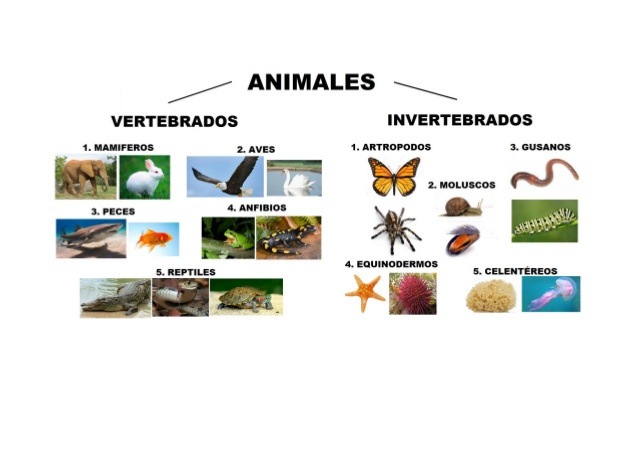 ANIMALES
VERTEBRADOS
1. MAMIFEROS
2. AVES
3. PECES
4. ANFIBIOS
5. REPTILES
INVERTEBRADOS
1. ARTROPODOS
2. MOLUSCOS
3. GUSANOS
4. EQUINODERMOS
5. CELENTÉREOS